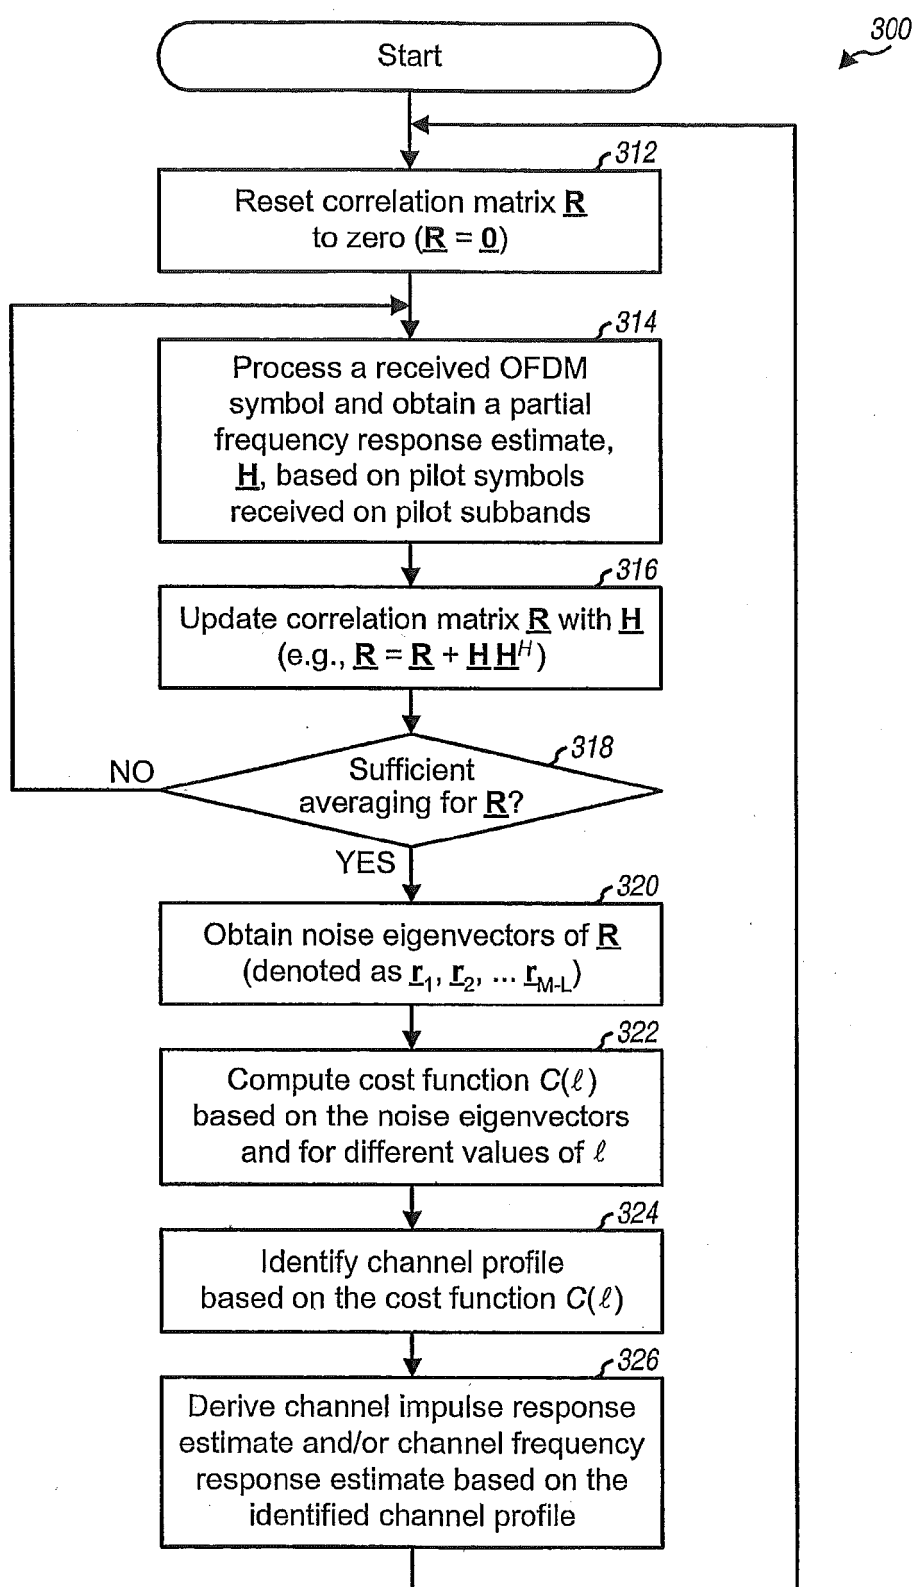 300
Start
312
Reset correlation matrix R
to zero (R = 0)
314
Process a received OFDM
symbol and obtain a partial
frequency response estimate,
H, based on pilot symbols
received on pilot subbands
316
Update correlation matrix R with H
(e.g., R = R + H Hᴴ)
318
Sufficient
averaging for R?
NO
YES
320
Obtain noise eigenvectors of R
(denoted as r₁, r₂, ... r_M-L)
322
Compute cost function C(ℓ)
based on the noise eigenvectors
and for different values of ℓ
324
Identify channel profile
based on the cost function C(ℓ)
326
Derive channel impulse response
estimate and/or channel frequency
response estimate based on the
identified channel profile